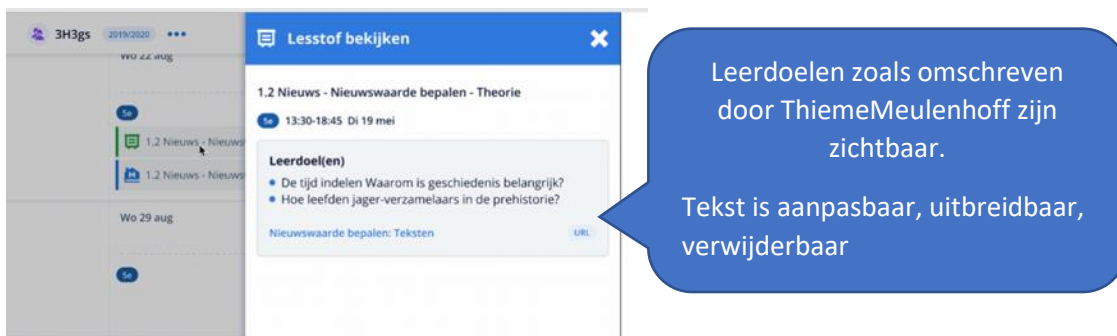 3H3gs 2019/2020
Wo 22 aug
5e
1.2 Nieuws - Nieuws
1.2 Nieuws - Nieuws
Wo 29 aug
5e
Lesstof bekijken
1.2 Nieuws - Nieuwswaarde bepalen - Theorie
5e 13:30-18:45 Di 19 mei
Leerdoel(en)
De tijd indelen Waarom is geschiedenis belangrijk?
Hoe leefden jager-verzamelaars in de prehistorie?
Nieuwswaarde bepalen: Teksten URL
Leerdoelen zoals omschreven
door ThiemeMeulenhoff zijn
zichtbaar.
Tekst is aanpasbaar, uitbreidbaar,
verwijderbaar